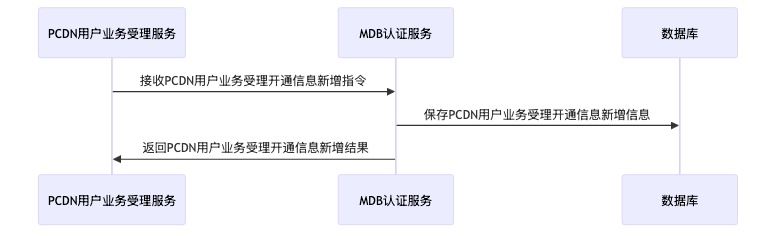 PCDN用户业务受理服务
MDB认证服务
数据库
接收PCDN用户业务受理开通信息新增指令
保存PCDN用户业务受理开通信息新增信息
返回PCDN用户业务受理开通信息新增结果
PCDN用户业务受理服务
MDB认证服务
数据库